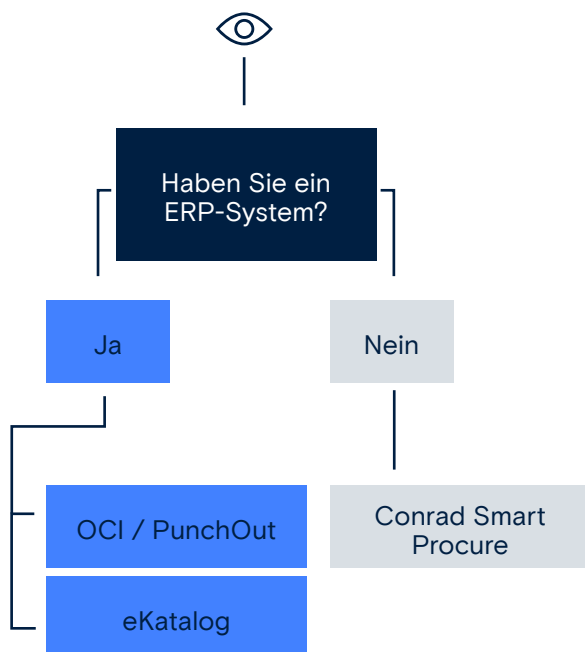 Haben Sie ein
ERP-System?
Ja
Nein
OCI / PunchOut
Conrad Smart
Procure
eKatalog